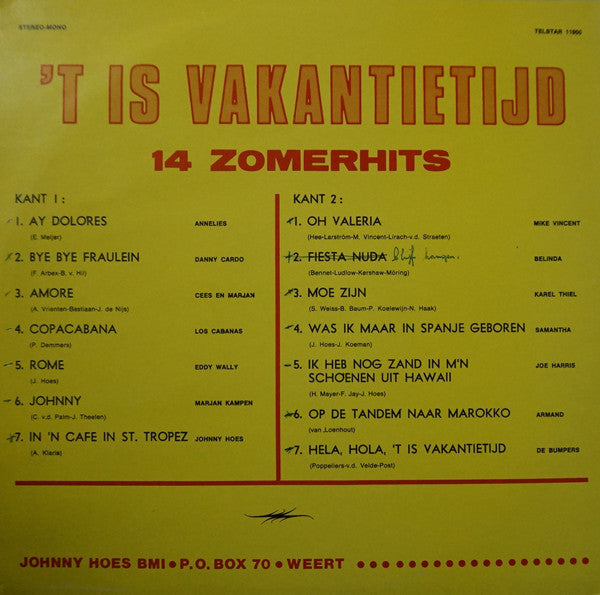 STEREO-MONO
TELSTAR 11966
'T IS VAKANTIETIJD
14 ZOMERHITS
KANT 1 :
1. AY DOLORES ANNELIES
(E. Meijer)
2. BYE BYE FRAULEIN DANNY CARDO
(F. Arbex-B. v. Hil)
3. AMORE CEES EN MARJAN
(A. Vrienten-Bastiaan-J. de Nijs)
4. COPACABANA LOS CABANAS
(P. Demmers)
5. ROME EDDY WALLY
(J. Hoes)
6. JOHNNY MARJAN KAMPEN
(C. v.d. Palm-J. Theelen)
7. IN 'N CAFE IN ST. TROPEZ JOHNNY HOES
(A. Klaris)
KANT 2 :
1. OH VALERIA MIKE VINCENT
(Hee-Larström-M. Vincent-Lirach-v.d. Straeten)
2. FIESTA NUDA Blijf hangen. BELINDA
(Bennet-Ludlow-Kershaw-Möring)
3. MOE ZIJN KAREL THIEL
(S. Weiss-B. Baum-P. Koelewijn-N. Haak)
4. WAS IK MAAR IN SPANJE GEBOREN SAMANTHA
(J. Hoes-J. Koeman)
5. IK HEB NOG ZAND IN M'N JOE HARRIS
SCHOENEN UIT HAWAII
(H. Mayer-F. Jay-J. Hoes)
6. OP DE TANDEM NAAR MAROKKO ARMAND
(van Loenhout)
7. HELA, HOLA, 'T IS VAKANTIETIJD DE BUMPERS
(Poppeliers-v.d. Velde-Post)
JOHNNY HOES BMI • P.O. BOX 70 • WEERT